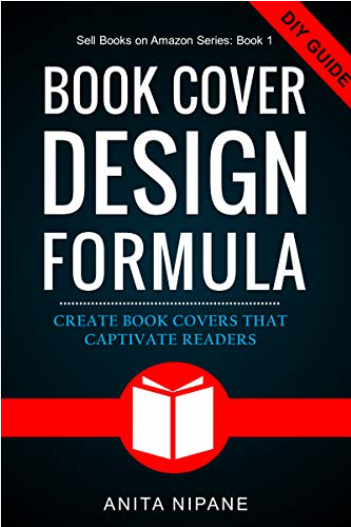 Sell Books on Amazon Series: Book 1
DIY GUIDE
BOOK COVER
DESIGN
FORMULA
CREATE BOOK COVERS THAT
CAPTIVATE READERS
ANITA NIPANE